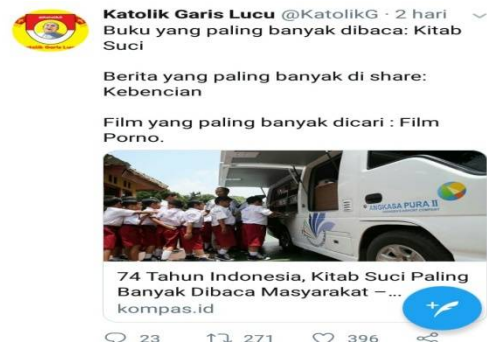 Katolik Garis Lucu @KatolikG · 2 hari
Buku yang paling banyak dibaca: Kitab
Suci
Berita yang paling banyak di share:
Kebencian
Film yang paling banyak dicari : Film
Porno.
ANGKASA PURA II
74 Tahun Indonesia, Kitab Suci Paling
Banyak Dibaca Masyarakat –...
kompas.id
23 271 396